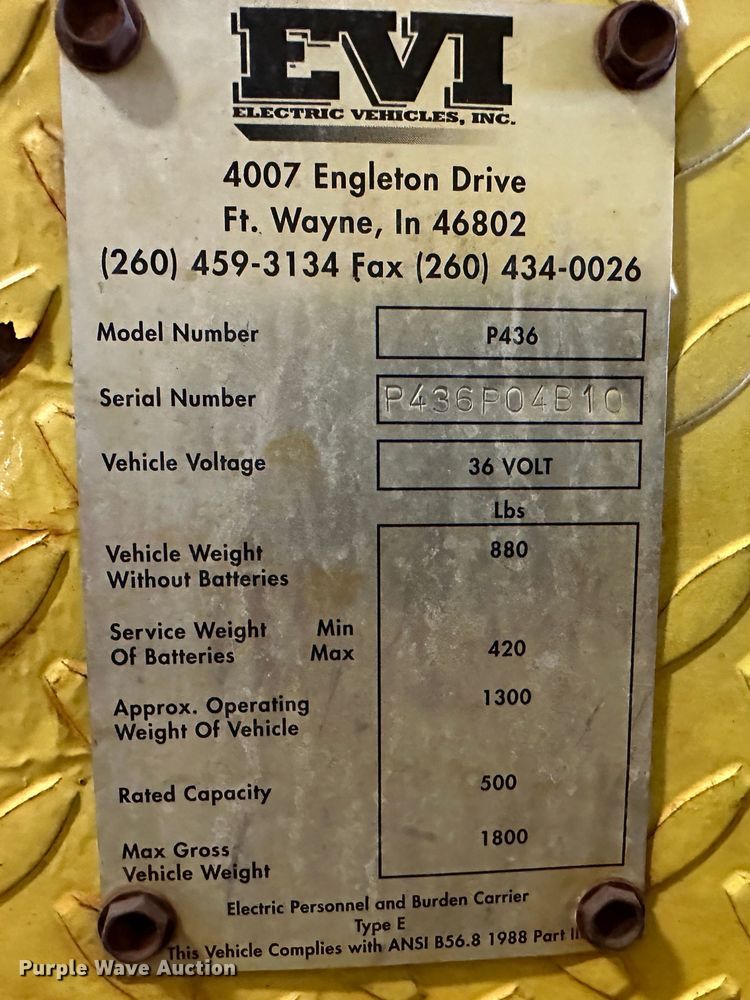 EVI
ELECTRIC VEHICLES, INC.
4007 Engleton Drive
Ft. Wayne, In 46802
(260) 459-3134 Fax (260) 434-0026
Model Number P436
Serial Number P436P04B10
Vehicle Voltage 36 VOLT
Lbs
Vehicle Weight 880
Without Batteries
Service Weight Min
Of Batteries Max 420
Approx. Operating 1300
Weight Of Vehicle
Rated Capacity 500
Max Gross 1800
Vehicle Weight
Electric Personnel and Burden Carrier
Type E
This Vehicle Complies with ANSI B56.8 1988 Part
Purple Wave Auction